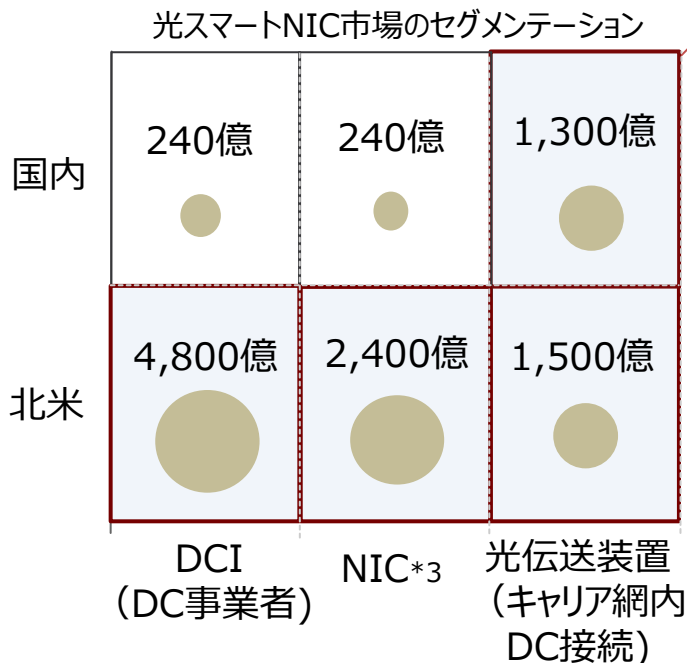 光スマートNIC市場のセグメンテーション
国内
240億
240億
1,300億
北米
4,800億
2,400億
1,500億
DCI
（DC事業者)
NIC*3
光伝送装置
（キャリア網内
DC接続)